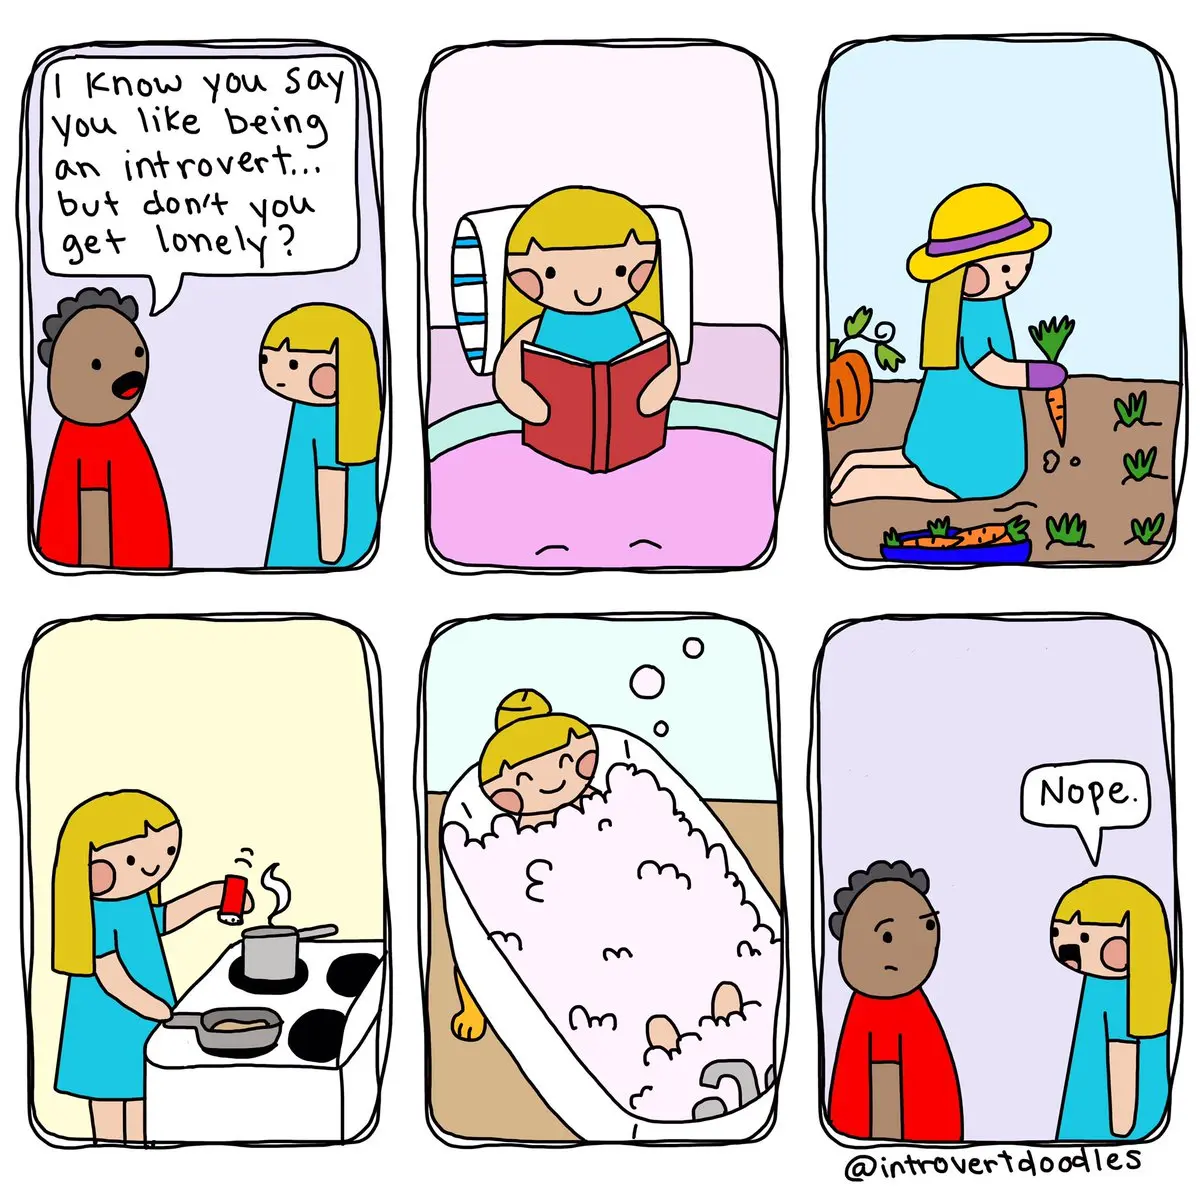 I know you say
you like being
an introvert...
but don't you
get lonely?
Nope.
@introvertdoodles